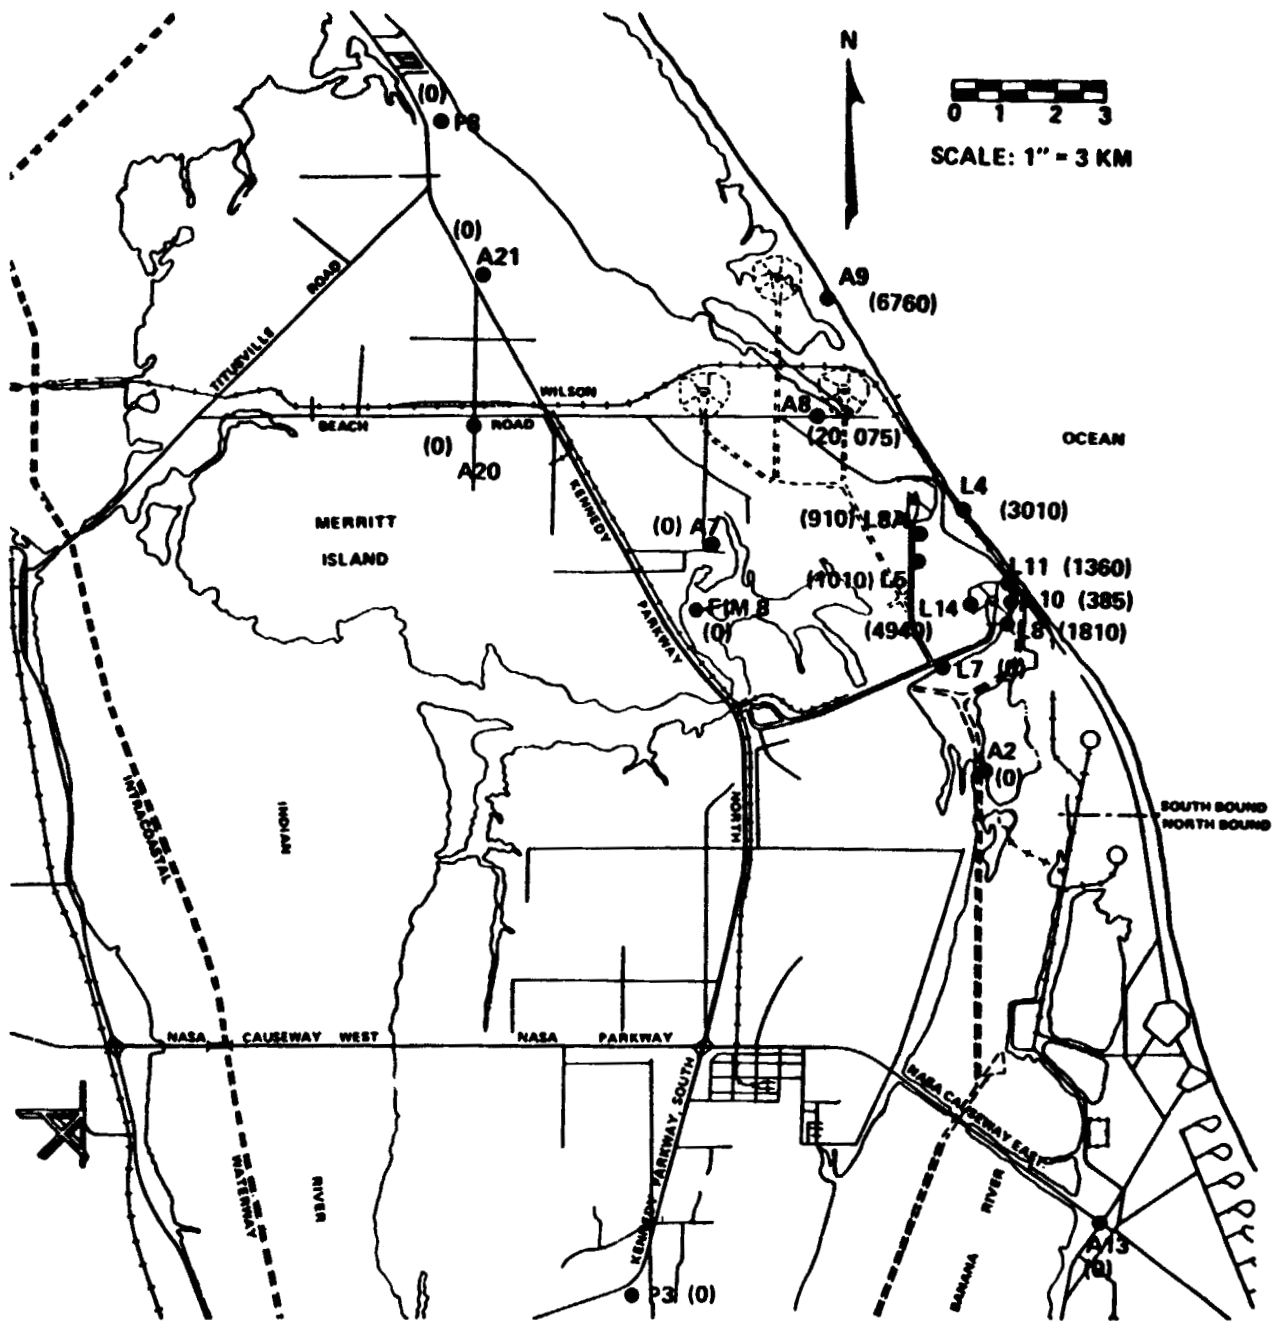 N
0 1 2 3
SCALE: 1" = 3 KM
(0)
P8
(0)
A21
A9
(6760)
TITUSVILLE ROAD
WILSON
BEACH ROAD
A8
(20 075)
OCEAN
(0)
A20
KENNEDY
L4
(3010)
MERRITT
ISLAND
(910) L8A
(0) A7
L11 (1360)
(1010) L5
10 (385)
L14
(4940)
L8 (1810)
PARKWAY
(0)
L7
A2
(0)
INTRACOASTAL
INDIAN
NORTH
SOUTH BOUND
NORTH BOUND
NASA CAUSEWAY WEST
NASA PARKWAY
NASA CAUSEWAY EAST
KENNEDY PARKWAY, SOUTH
WATERWAY
RIVER
BANANA RIVER
A13
(0)
P3 (0)